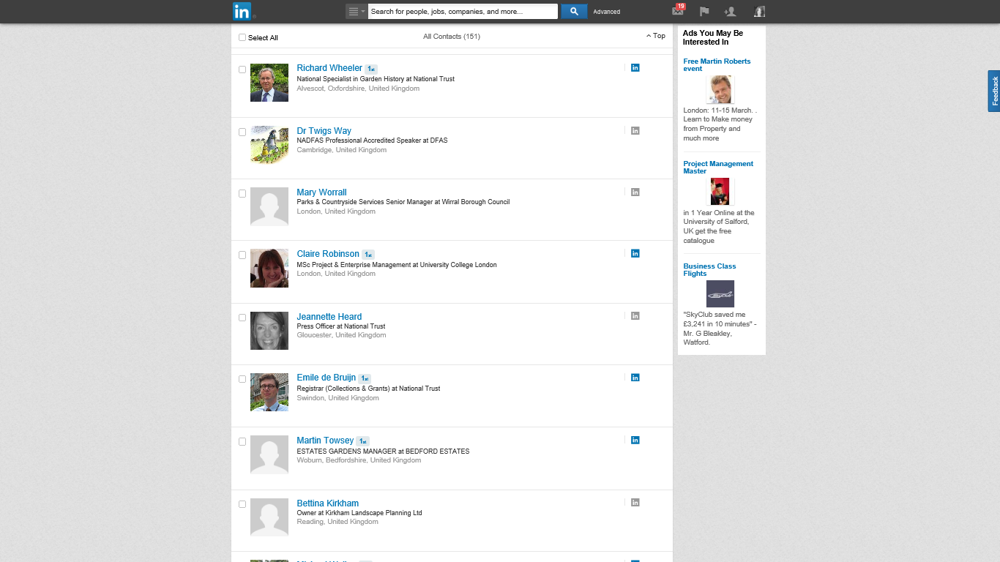 in
Search for people, jobs, companies, and more...
Advanced
19
Select All
All Contacts (151)
Top
Richard Wheeler 1st
National Specialist in Garden History at National Trust
Alvescot, Oxfordshire, United Kingdom
in
Dr Twigs Way
NADFAS Professional Accredited Speaker at DFAS
Cambridge, United Kingdom
in
Mary Worrall
Parks & Countryside Services Senior Manager at Wirral Borough Council
London, United Kingdom
in
Claire Robinson 1st
MSc Project & Enterprise Management at University College London
London, United Kingdom
in
Jeannette Heard
Press Officer at National Trust
Gloucester, United Kingdom
in
Emile de Bruijn 1st
Registrar (Collections & Grants) at National Trust
Swindon, United Kingdom
in
Martin Towsey 1st
ESTATES GARDENS MANAGER at BEDFORD ESTATES
Woburn, Bedfordshire, United Kingdom
in
Bettina Kirkham
Owner at Kirkham Landscape Planning Ltd
Reading, United Kingdom
in
Ads You May Be
Interested In
Free Martin Roberts
event
London: 11-15 March. .
Learn to Make money
from Property and
much more
Project Management
Master
in 1 Year Online at the
University of Salford,
UK get the free
catalogue
Business Class
Flights
"SkyClub saved me
£3,241 in 10 minutes" -
Mr. G Bleakley,
Watford.
Feedback